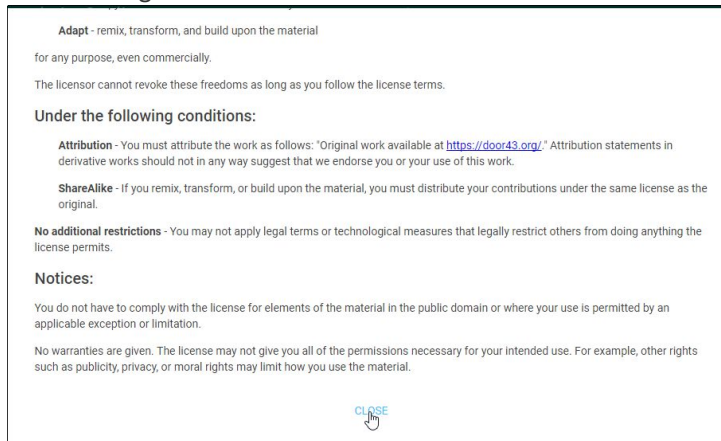 Adapt - remix, transform, and build upon the material
for any purpose, even commercially.
The licensor cannot revoke these freedoms as long as you follow the license terms.
Under the following conditions:
Attribution - You must attribute the work as follows: "Original work available at https://door43.org/." Attribution statements in
derivative works should not in any way suggest that we endorse you or your use of this work.
ShareAlike - If you remix, transform, or build upon the material, you must distribute your contributions under the same license as the
original.
No additional restrictions - You may not apply legal terms or technological measures that legally restrict others from doing anything the
license permits.
Notices:
You do not have to comply with the license for elements of the material in the public domain or where your use is permitted by an
applicable exception or limitation.
No warranties are given. The license may not give you all of the permissions necessary for your intended use. For example, other rights
such as publicity, privacy, or moral rights may limit how you use the material.
CLOSE